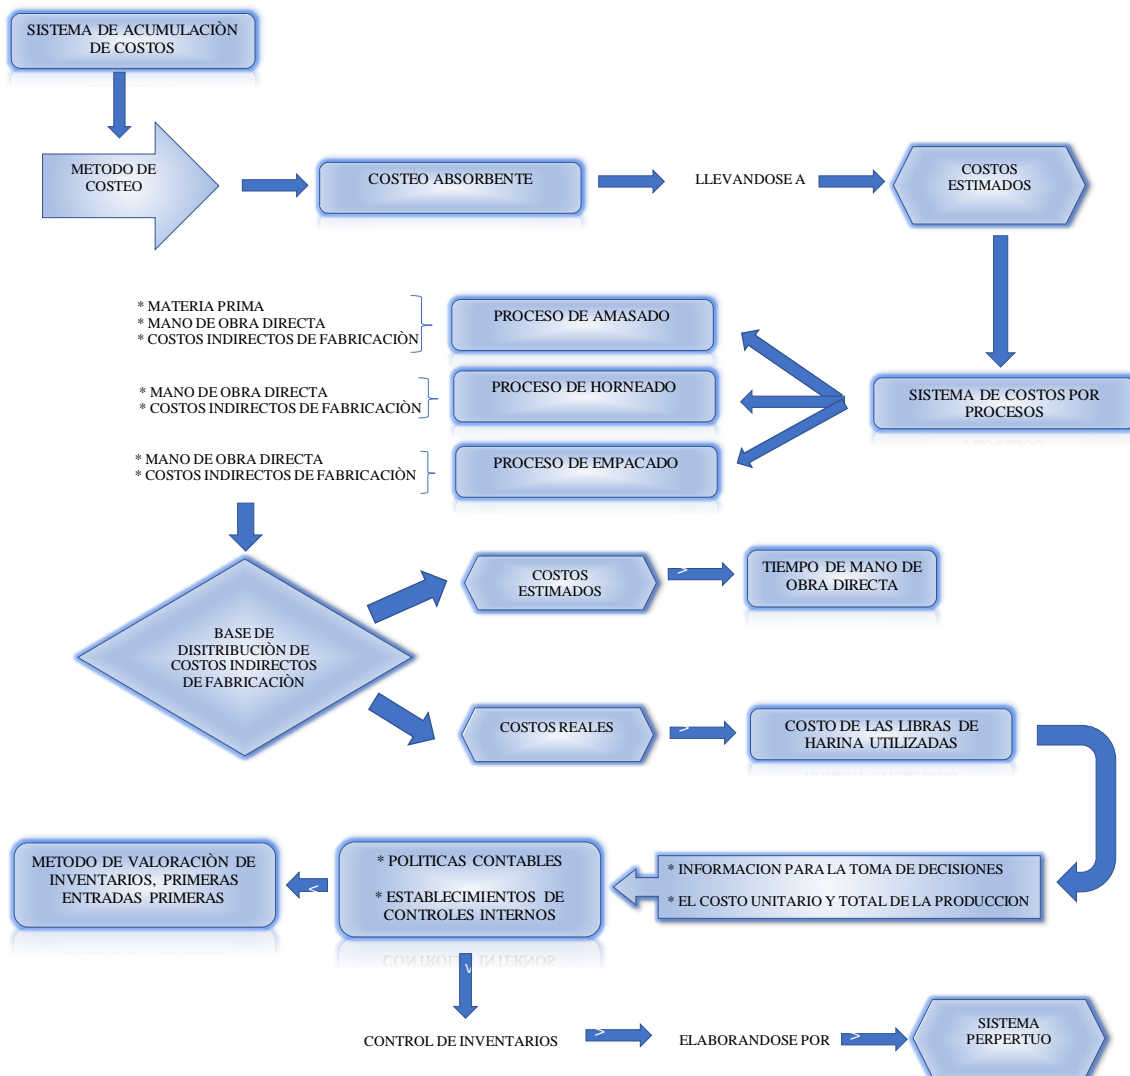 SISTEMA DE ACUMULACIÒN
DE COSTOS
METODO DE
COSTEO
COSTEO ABSORBENTE
LLEVANDOSE A
COSTOS
ESTIMADOS
* MATERIA PRIMA
* MANO DE OBRA DIRECTA
* COSTOS INDIRECTOS DE FABRICACIÒN
PROCESO DE AMASADO
* MANO DE OBRA DIRECTA
* COSTOS INDIRECTOS DE FABRICACIÒN
PROCESO DE HORNEADO
SISTEMA DE COSTOS POR
PROCESOS
* MANO DE OBRA DIRECTA
* COSTOS INDIRECTOS DE FABRICACIÒN
PROCESO DE EMPACADO
BASE DE
DISITRIBUCIÒN DE
COSTOS INDIRECTOS
DE FABRICACIÒN
COSTOS
ESTIMADOS
TIEMPO DE MANO DE
OBRA DIRECTA
COSTOS REALES
COSTO DE LAS LIBRAS DE
HARINA UTILIZADAS
* INFORMACION PARA LA TOMA DE DECISIONES
* EL COSTO UNITARIO Y TOTAL DE LA PRODUCCION
* POLITICAS CONTABLES
* ESTABLECIMIENTOS DE
CONTROLES INTERNOS
METODO DE VALORACIÒN DE
INVENTARIOS, PRIMERAS
ENTRADAS PRIMERAS
CONTROL DE INVENTARIOS
ELABORANDOSE POR
SISTEMA
PERPERTUO